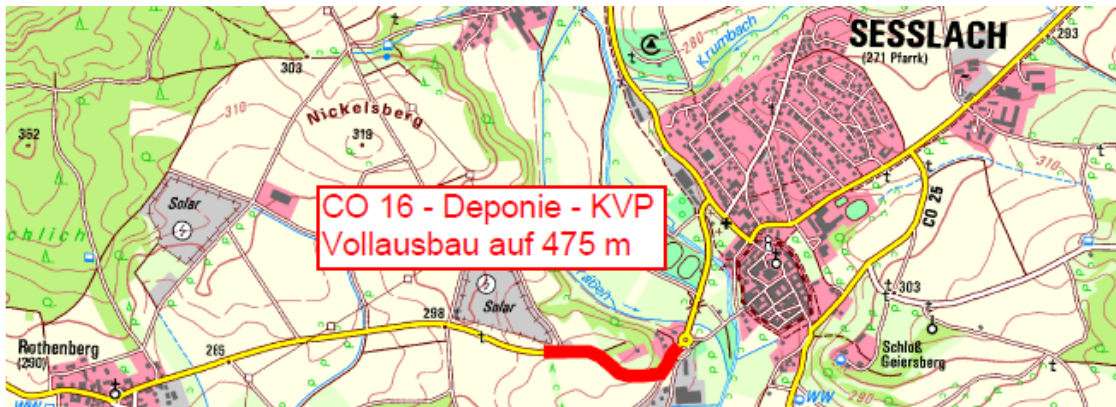 SESSLACH
(271 Pfarrk)
293
280
Krumbach
303
310
Nickelsberg
319
352
310
Solar
CO 16 - Deponie - KVP
Vollausbau auf 475 m
CO 25
303
298
Solar
Rothenberg
(290)
265
Schloß
Geiersberg
290
WW
WW